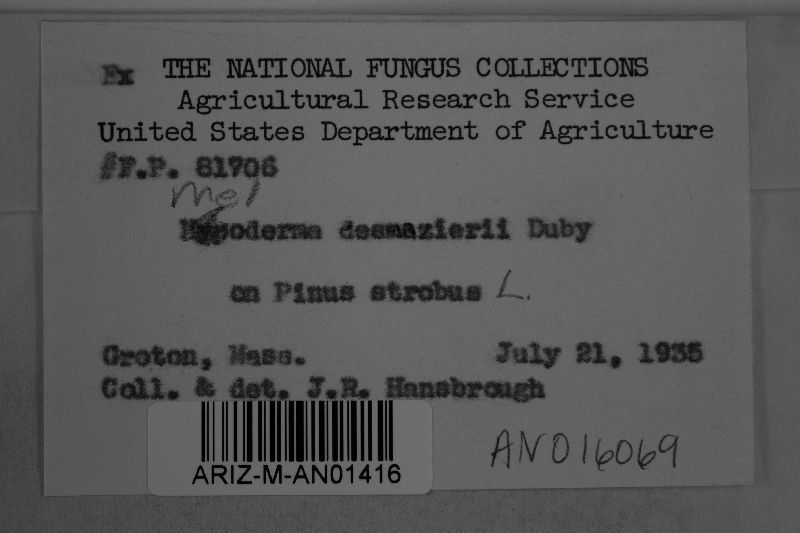 Ex THE NATIONAL FUNGUS COLLECTIONS
Agricultural Research Service
United States Department of Agriculture
#F.P. 81706
Mel
Hypoderma desmazierii Duby
on Pinus strobus L.
Groton, Mass. July 21, 1935
Coll. & det. J.R. Hansbrough
ARIZ-M-AN01416
AN016069